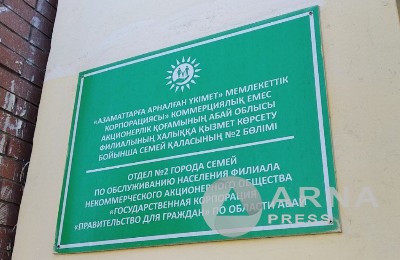 «АЗАМАТТАРҒА АРНАЛҒАН ҮКІМЕТ» МЕМЛЕКЕТТІК
КОРПОРАЦИЯСЫ» КОММЕРЦИЯЛЫҚ ЕМЕС
АКЦИОНЕРЛІК ҚОҒАМЫНЫҢ АБАЙ ОБЛЫСЫ
ФИЛИАЛЫНЫҢ ХАЛЫҚҚА ҚЫЗМЕТ КӨРСЕТУ
БОЙЫНША СЕМЕЙ ҚАЛАСЫНЫҢ №2 БӨЛІМІ
ОТДЕЛ №2 ГОРОДА СЕМЕЙ
ПО ОБСЛУЖИВАНИЮ НАСЕЛЕНИЯ ФИЛИАЛА
НЕКОММЕРЧЕСКОГО АКЦИОНЕРНОГО ОБЩЕСТВА
«ГОСУДАРСТВЕННАЯ КОРПОРАЦИЯ
«ПРАВИТЕЛЬСТВО ДЛЯ ГРАЖДАН» ПО ОБЛАСТИ АБАЙ
ARNA
PRESS